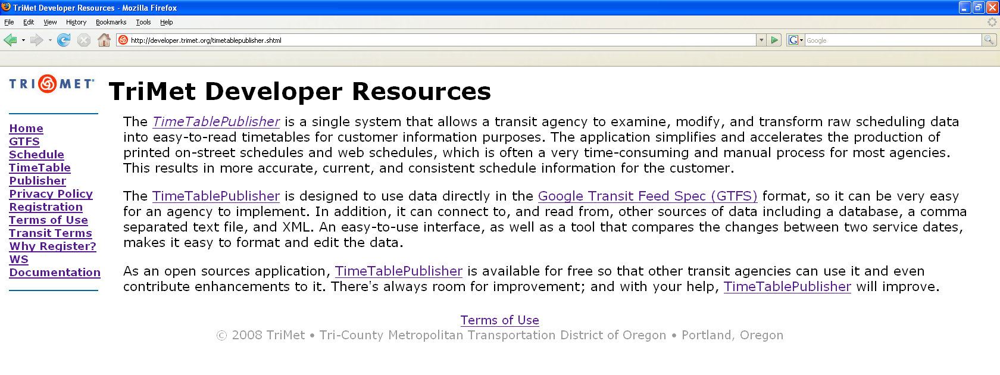 TriMet Developer Resources - Mozilla Firefox
File Edit View History Bookmarks Tools Help
http://developer.trimet.org/timetablepublisher.shtml
G Google
TRI MET
TriMet Developer Resources
Home
GTFS
Schedule
TimeTable
Publisher
Privacy Policy
Registration
Terms of Use
Transit Terms
Why Register?
WS
Documentation
The TimeTablePublisher is a single system that allows a transit agency to examine, modify, and transform raw scheduling data
into easy-to-read timetables for customer information purposes. The application simplifies and accelerates the production of
printed on-street schedules and web schedules, which is often a very time-consuming and manual process for most agencies.
This results in more accurate, current, and consistent schedule information for the customer.
The TimeTablePublisher is designed to use data directly in the Google Transit Feed Spec (GTFS) format, so it can be very easy
for an agency to implement. In addition, it can connect to, and read from, other sources of data including a database, a comma
separated text file, and XML. An easy-to-use interface, as well as a tool that compares the changes between two service dates,
makes it easy to format and edit the data.
As an open sources application, TimeTablePublisher is available for free so that other transit agencies can use it and even
contribute enhancements to it. There's always room for improvement; and with your help, TimeTablePublisher will improve.
Terms of Use
© 2008 TriMet • Tri-County Metropolitan Transportation District of Oregon • Portland, Oregon